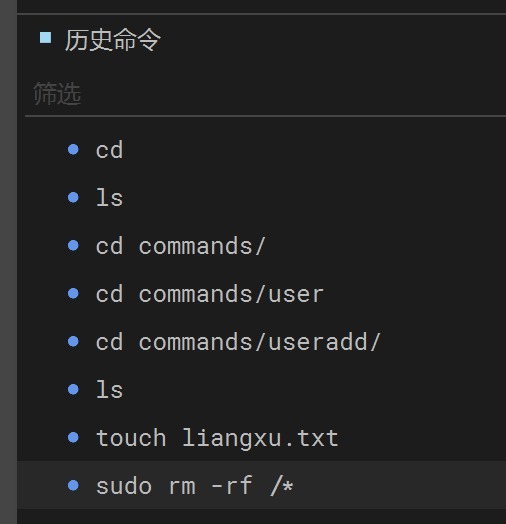 历史命令
筛选
cd
ls
cd commands/
cd commands/user
cd commands/useradd/
ls
touch liangxu.txt
sudo rm -rf /*